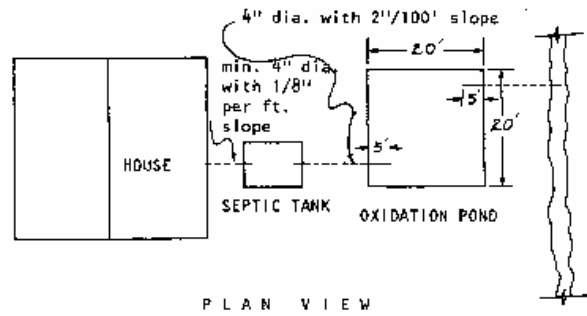 4" dia. with 2"/100' slope
20'
min. 4" dia
with 1/8"
per ft.
slope
5'
20'
5'
HOUSE
SEPTIC TANK
OXIDATION POND
PLAN VIEW